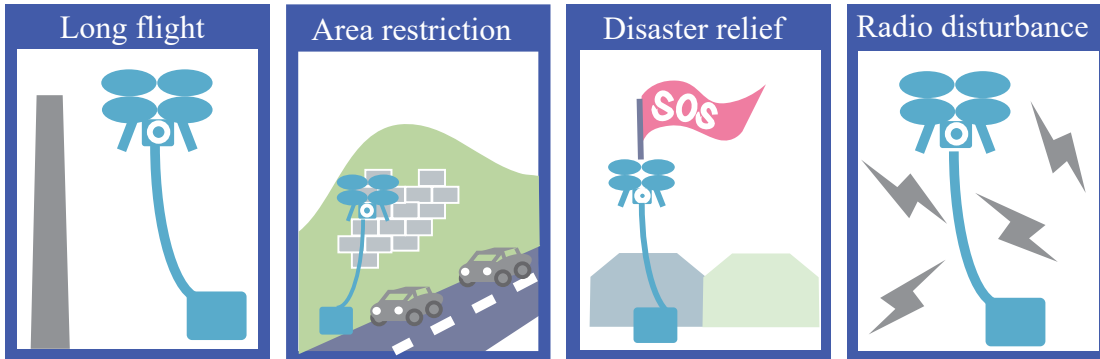 Long flight
Area restriction
Disaster relief
Radio disturbance
SOS